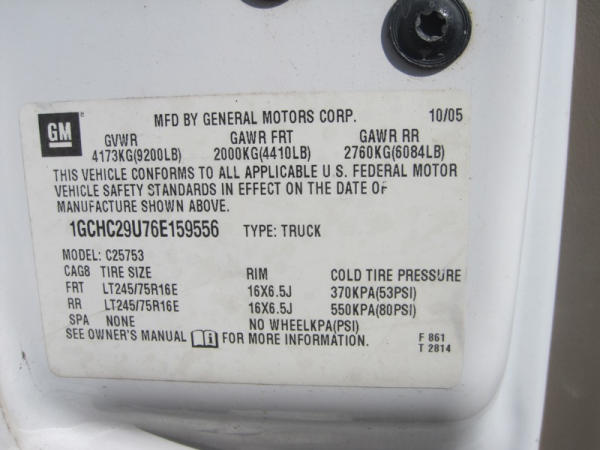 GM MFD BY GENERAL MOTORS CORP. 10/05
GVWR GAWR FRT GAWR RR
4173KG(9200LB) 2000KG(4410LB) 2760KG(6084LB)
THIS VEHICLE CONFORMS TO ALL APPLICABLE U.S. FEDERAL MOTOR
VEHICLE SAFETY STANDARDS IN EFFECT ON THE DATE OF
MANUFACTURE SHOWN ABOVE.
1GCHC29U76E159556 TYPE: TRUCK
MODEL: C25753
CAG8 TIRE SIZE RIM COLD TIRE PRESSURE
FRT LT245/75R16E 16X6.5J 370KPA(53PSI)
RR LT245/75R16E 16X6.5J 550KPA(80PSI)
SPA NONE NO WHEELKPA(PSI)
SEE OWNER'S MANUAL FOR MORE INFORMATION. F 861
T 2814